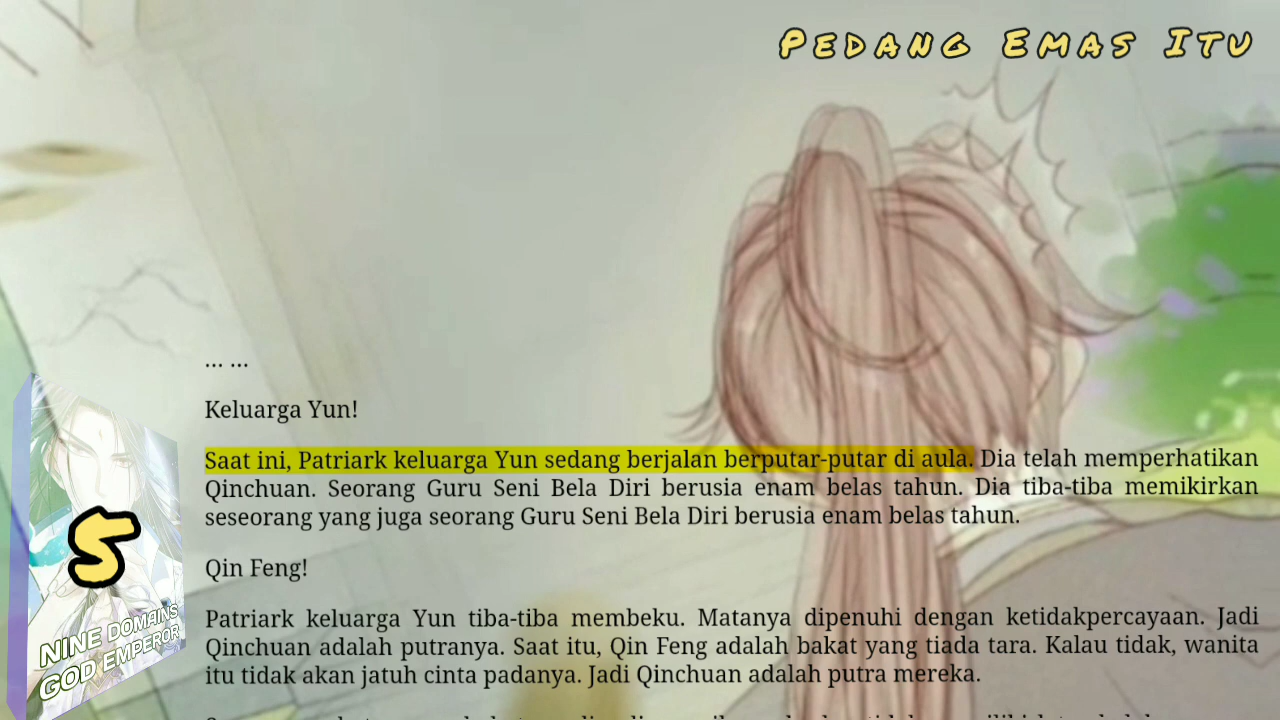 Pedang Emas Itu
... ...
Keluarga Yun!
Saat ini, Patriark keluarga Yun sedang berjalan berputar-putar di aula. Dia telah memperhatikan
Qinchuan. Seorang Guru Seni Bela Diri berusia enam belas tahun. Dia tiba-tiba memikirkan
seseorang yang juga seorang Guru Seni Bela Diri berusia enam belas tahun.
Qin Feng!
Patriark keluarga Yun tiba-tiba membeku. Matanya dipenuhi dengan ketidakpercayaan. Jadi
Qinchuan adalah putranya. Saat itu, Qin Feng adalah bakat yang tiada tara. Kalau tidak, wanita
itu tidak akan jatuh cinta padanya. Jadi Qinchuan adalah putra mereka.
5
NINE DOMAINS
GOD EMPEROR